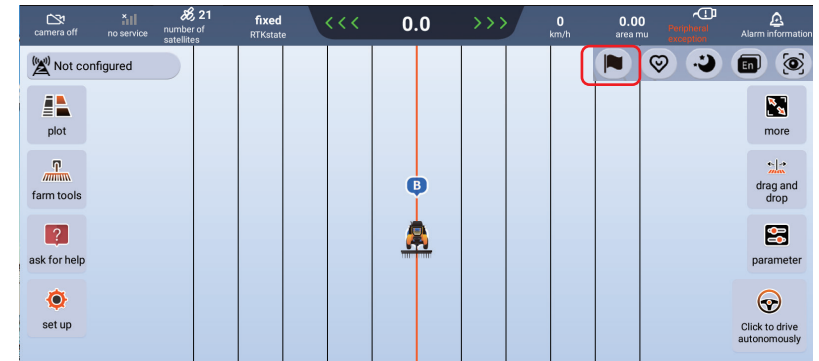 camera off
no service
21
number of
satellites
fixed
RTKstate
<<<
0.0
>>>
0
km/h
0.00
area mu
Peripheral
exception
Alarm information
Not configured
En
plot
farm tools
ask for help
set up
B
more
drag and
drop
parameter
Click to drive
autonomously